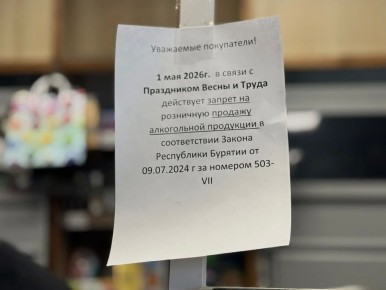 Уважаемые покупатели!
1 мая 2026г. в связи с
Праздником Весны и Труда
действует запрет на
розничную продажу
алкогольной продукции в
соответствии Закона
Республики Бурятии от
09.07.2024 г за номером 503-
VII